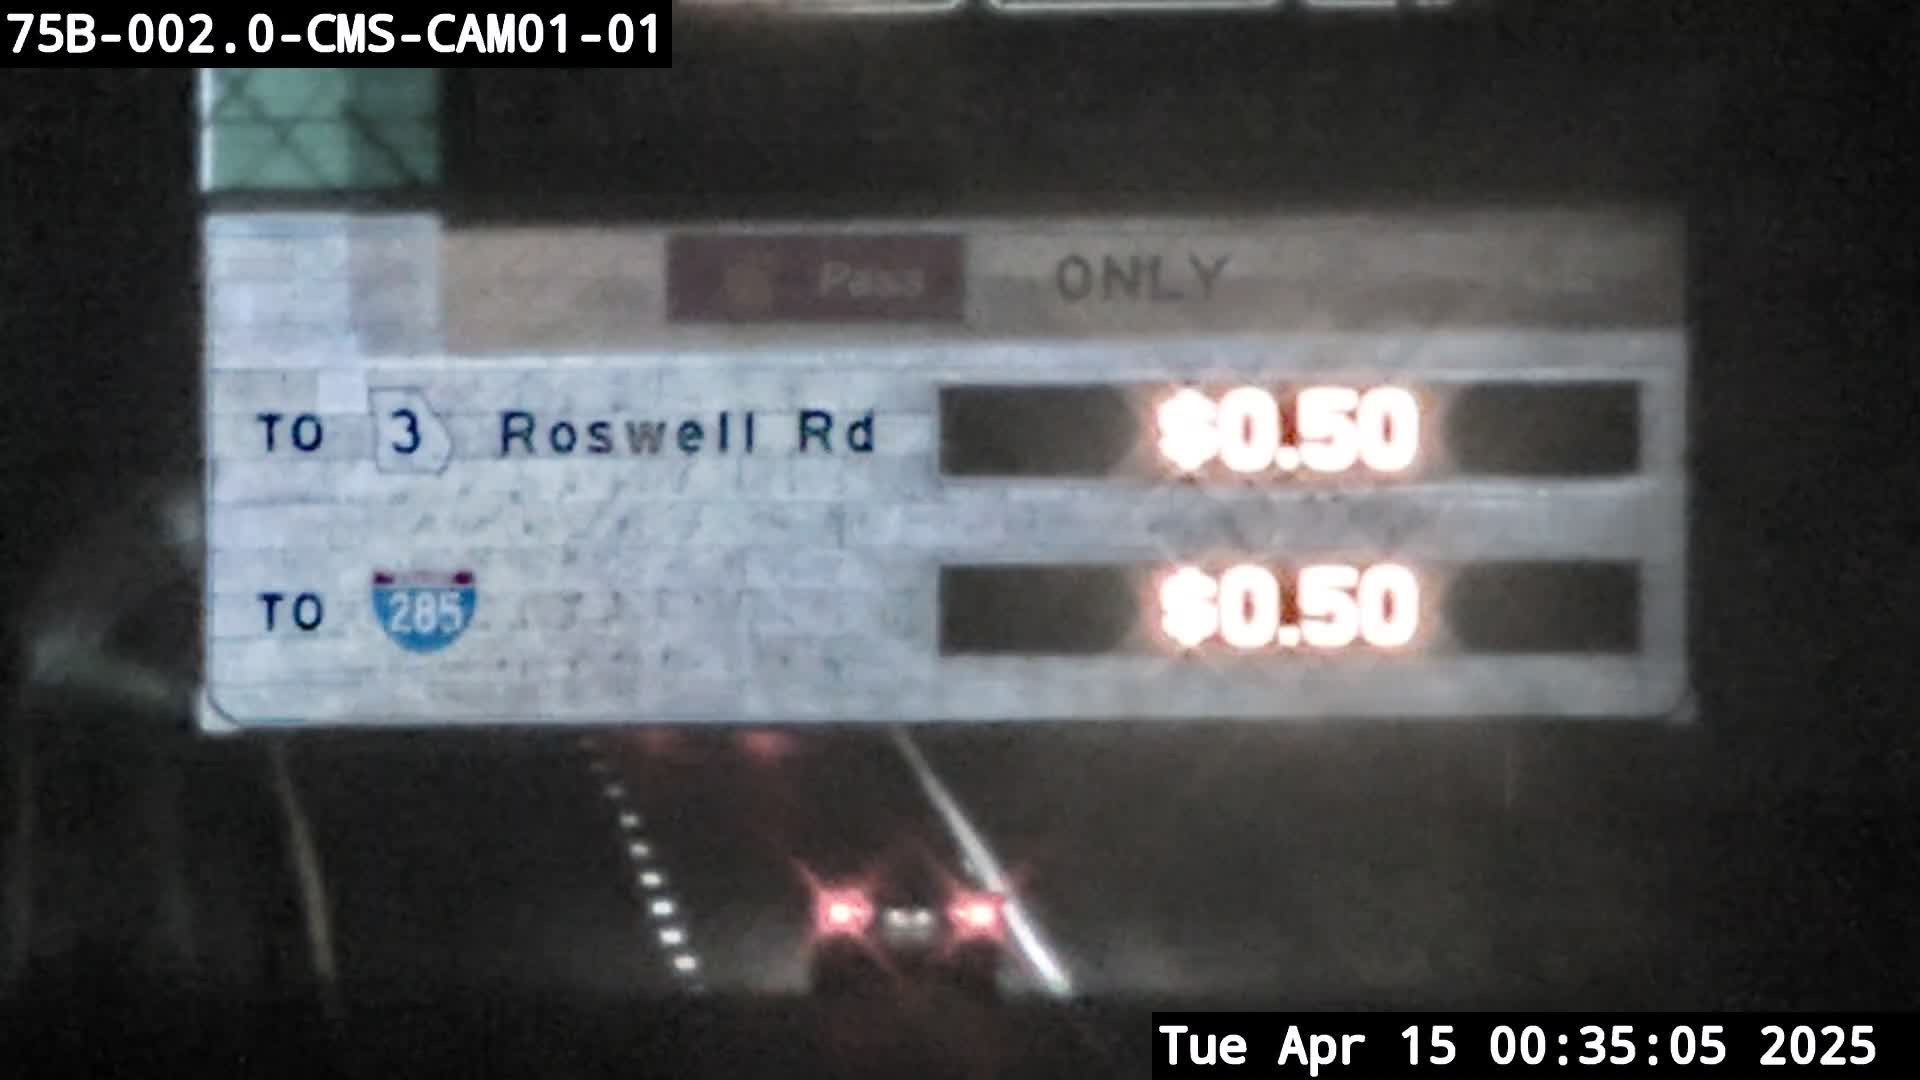 75B-002.0-CMS-CAM01-01
Pass ONLY
TO 3 Roswell Rd $0.50
TO 285 $0.50
Tue Apr 15 00:35:05 2025